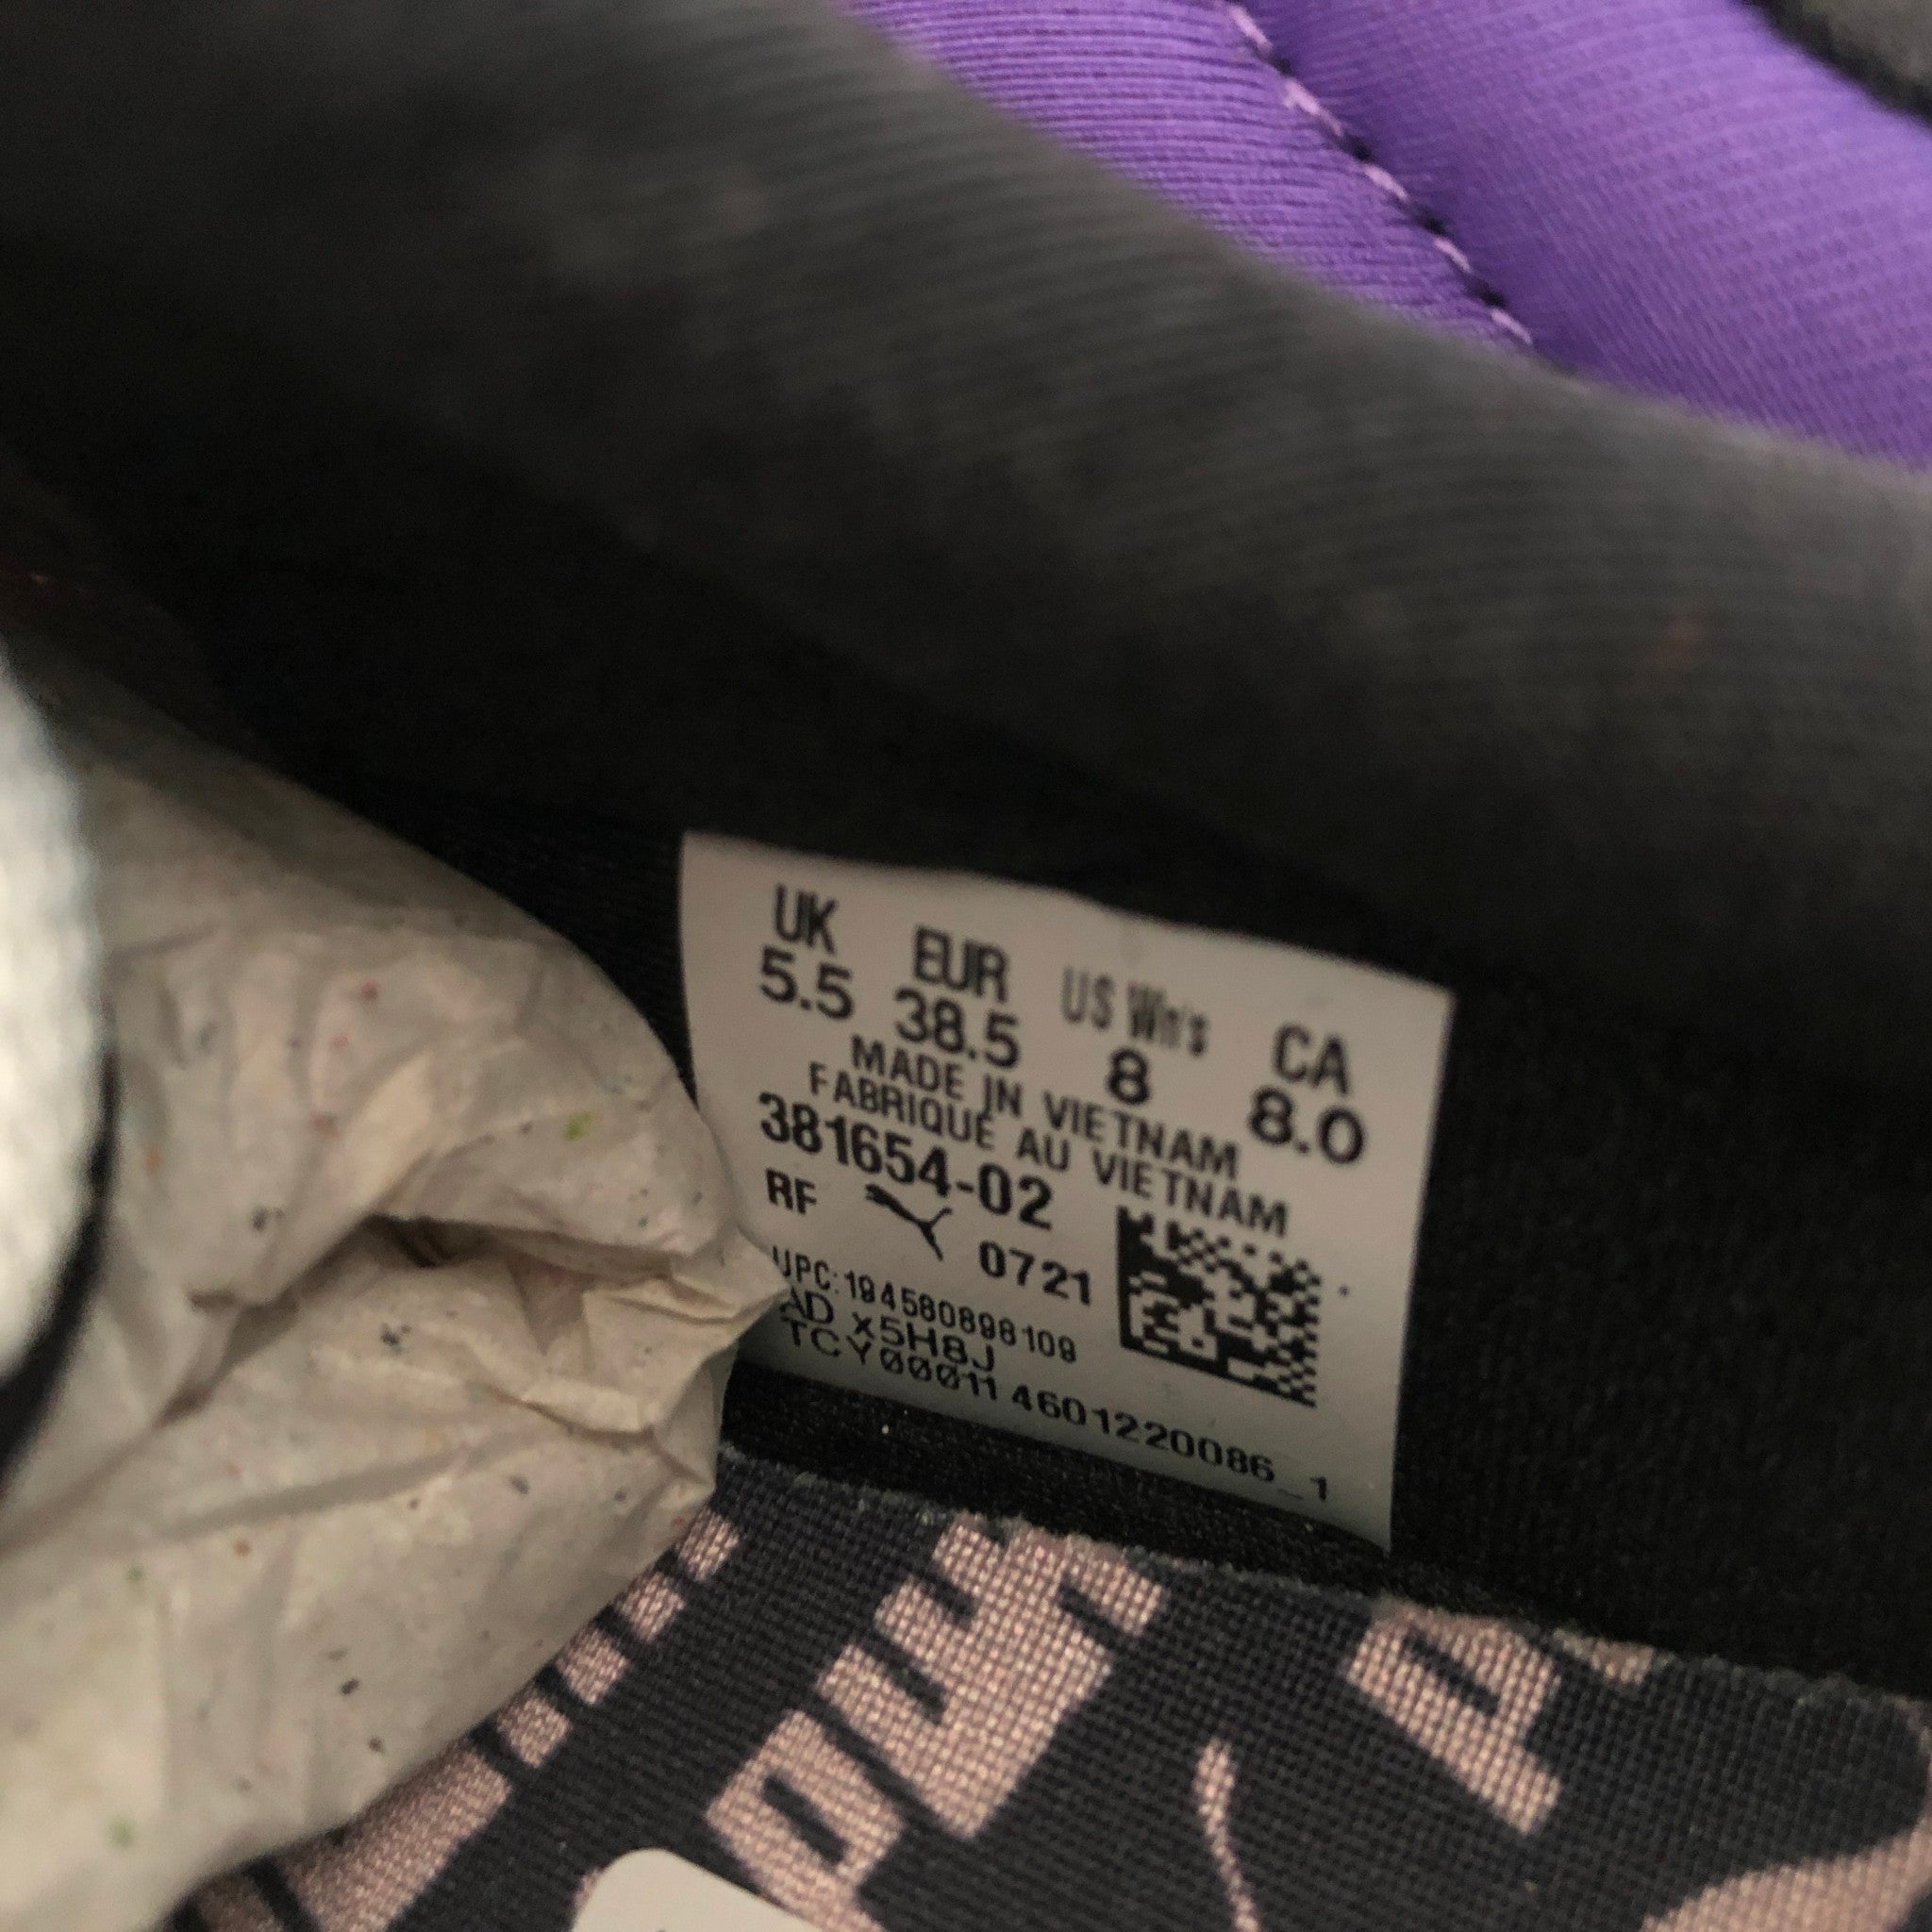 UK EUR US Wn's CA
5.5 38.5 8 8.0
MADE IN VIETNAM
FABRIQUÉ AU VIETNAM
381654-02
RF 0721
UPC:194580898109
AD x5H8J
TCY00011 4601220086_1